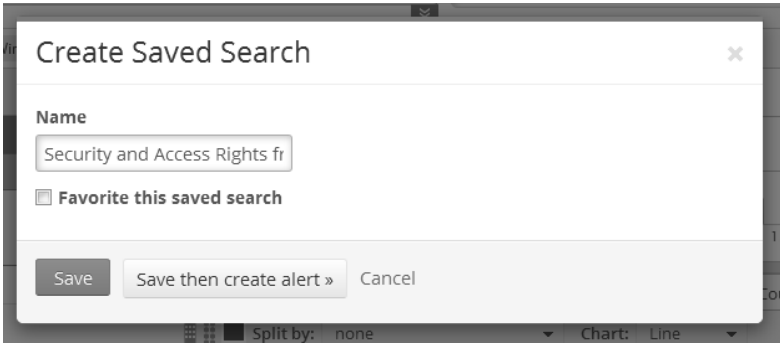 Create Saved Search ×
Name
Security and Access Rights fr
Favorite this saved search
Save Save then create alert » Cancel
Split by: none Chart: Line